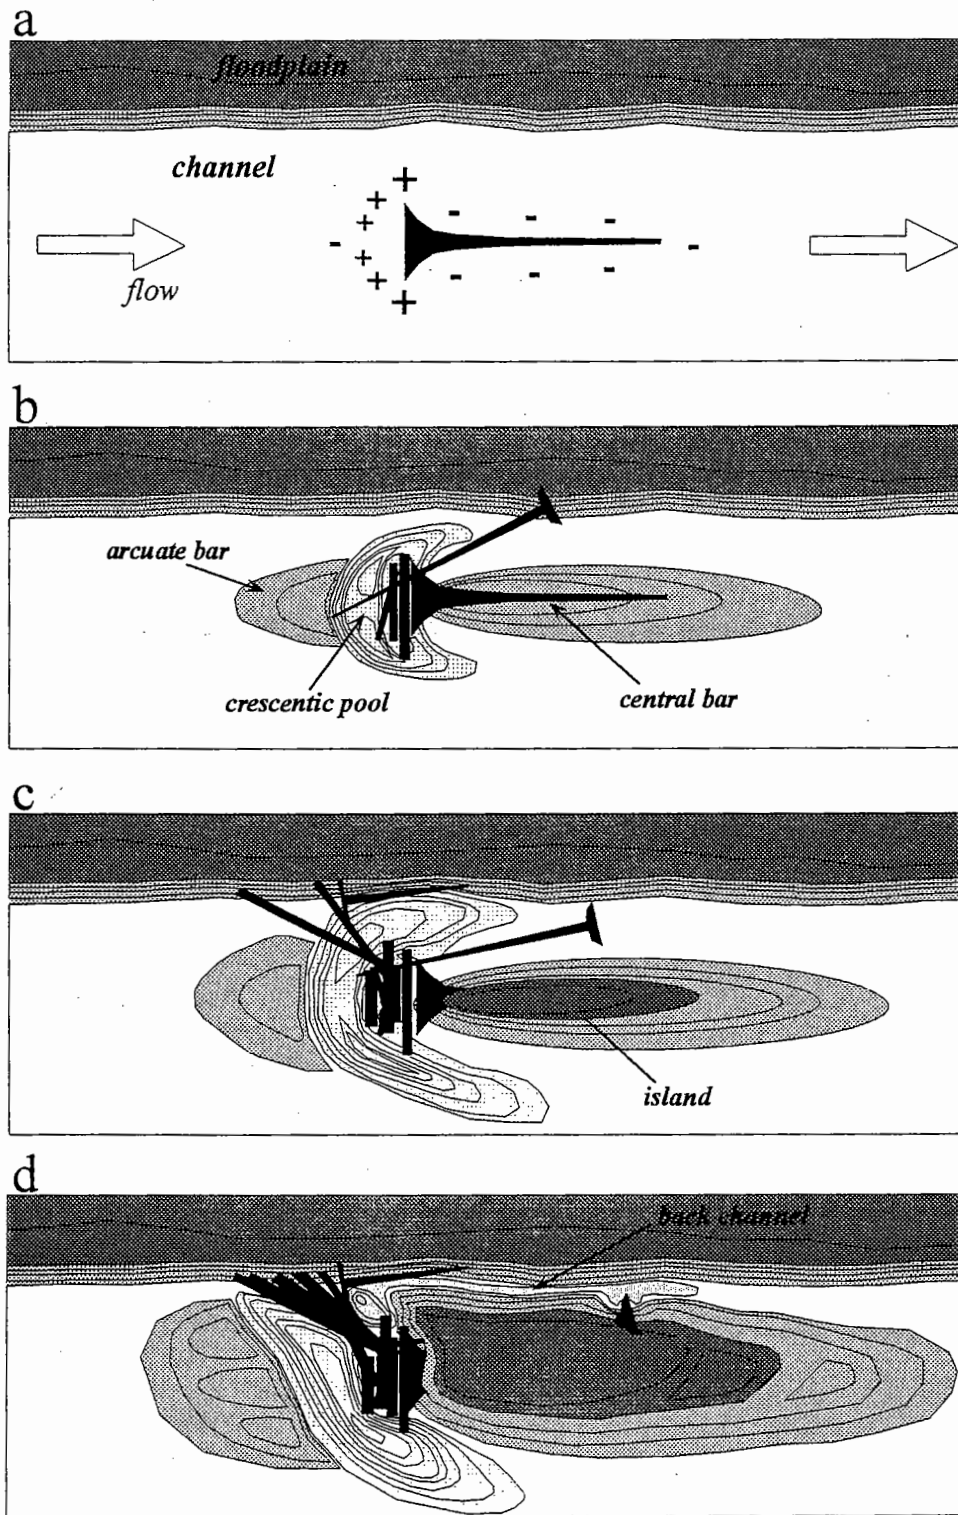 a
floodplain
channel
flow
b
arcuate bar
crescentic pool
central bar
c
island
d
back channel